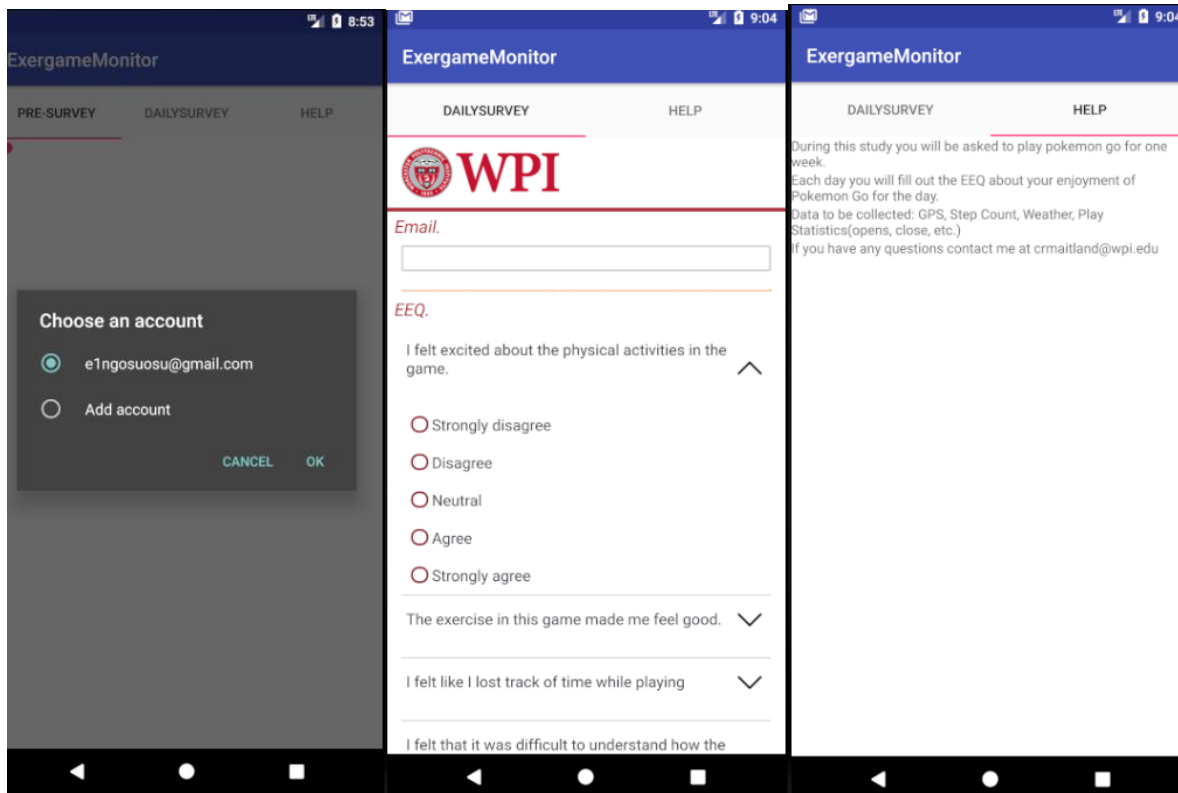 8:53
ExergameMonitor
PRE-SURVEY DAILYSURVEY HELP
Choose an account
e1ngosuosu@gmail.com
Add account
CANCEL OK
9:04
ExergameMonitor
DAILYSURVEY HELP
WPI
Email.
EEQ.
I felt excited about the physical activities in the
game.
Strongly disagree
Disagree
Neutral
Agree
Strongly agree
The exercise in this game made me feel good.
I felt like I lost track of time while playing
I felt that it was difficult to understand how the
9:04
ExergameMonitor
DAILYSURVEY HELP
During this study you will be asked to play pokemon go for one
week.
Each day you will fill out the EEQ about your enjoyment of
Pokemon Go for the day.
Data to be collected: GPS, Step Count, Weather, Play
Statistics(opens, close, etc.)
If you have any questions contact me at crmaitland@wpi.edu